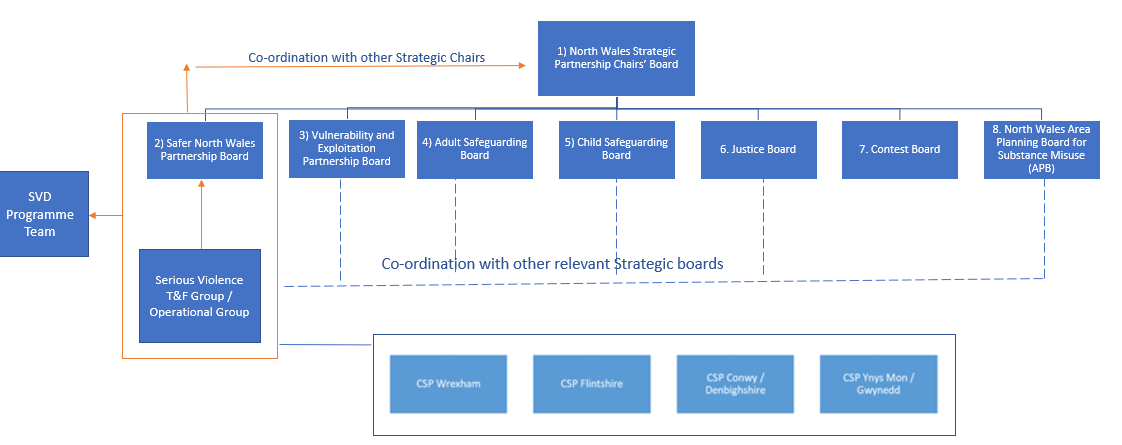 Co-ordination with other Strategic Chairs
1) North Wales Strategic
Partnership Chairs' Board
2) Safer North Wales
Partnership Board
3) Vulnerability and
Exploitation
Partnership Board
4) Adult Safeguarding
Board
5) Child Safeguarding
Board
6. Justice Board
7. Contest Board
8. North Wales Area
Planning Board for
Substance Misuse
(APB)
SVD
Programme
Team
Serious Violence
T&F Group /
Operational Group
Co-ordination with other relevant Strategic boards
CSP Wrexham
CSP Flintshire
CSP Conwy /
Denbighshire
CSP Ynys Mon /
Gwynedd